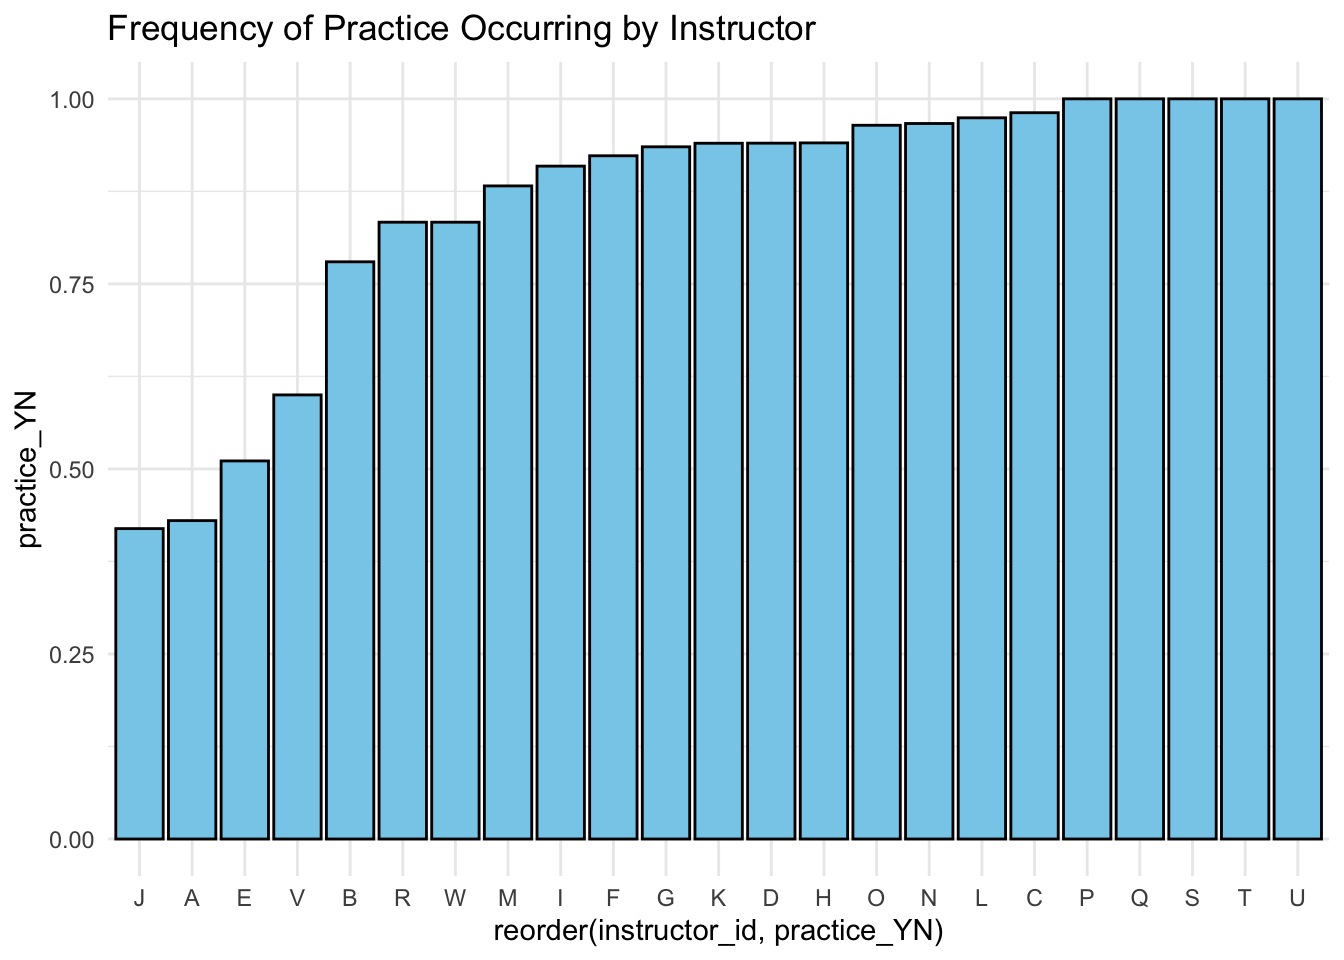 Frequency of Practice Occurring by Instructor
1.00
0.75
0.50
0.25
0.00
practice_YN
J A E V B R W M I F G K D H O N L C P Q S T U
reorder(instructor_id, practice_YN)